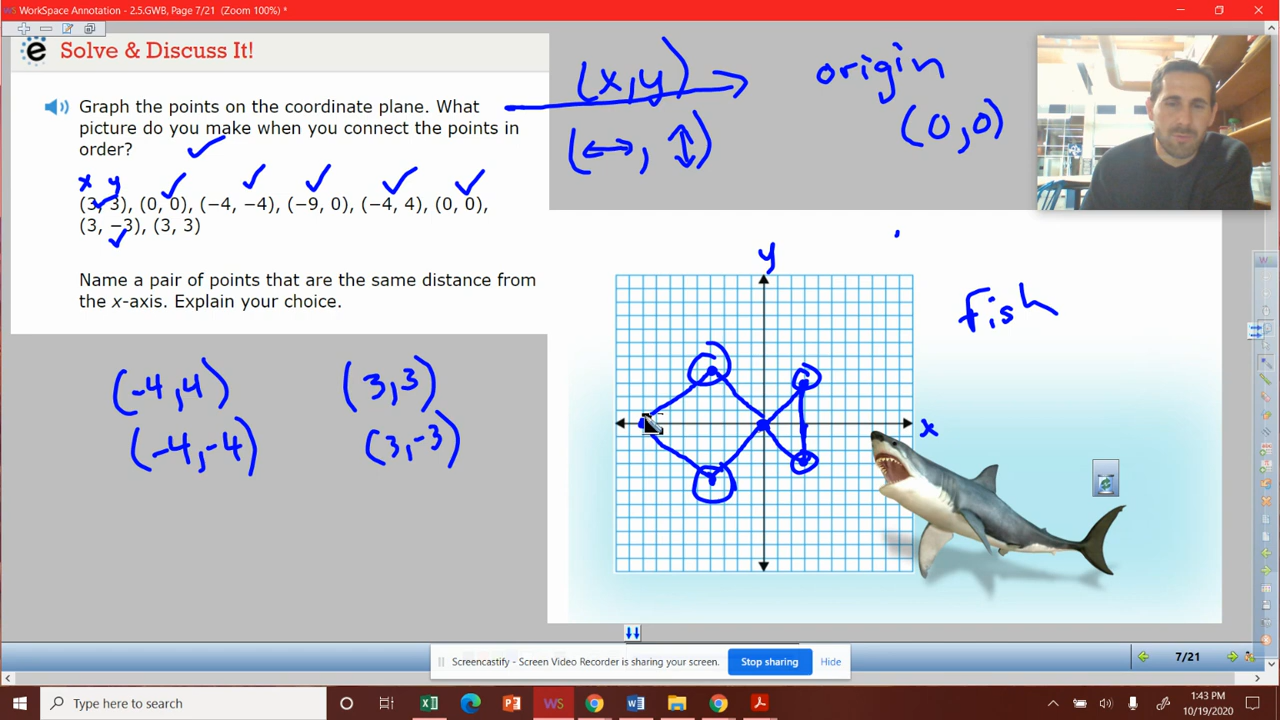 WorkSpace Annotation - 2.5.GWB, Page 7/21 (Zoom 100%) *
e Solve & Discuss It!
Graph the points on the coordinate plane. What
picture do you make when you connect the points in
order?
x y
(3, 3), (0, 0), (−4, −4), (−9, 0), (−4, 4), (0, 0),
(3, −3), (3, 3)
Name a pair of points that are the same distance from
the x-axis. Explain your choice.
(x,y)
(↔, ↕)
origin
(0,0)
(-4,4)
(3,3)
(-4,-4)
(3,-3)
y
x
fish
Screencastify - Screen Video Recorder is sharing your screen.
Stop sharing
Hide
7/21
Type here to search
1:43 PM
10/19/2020